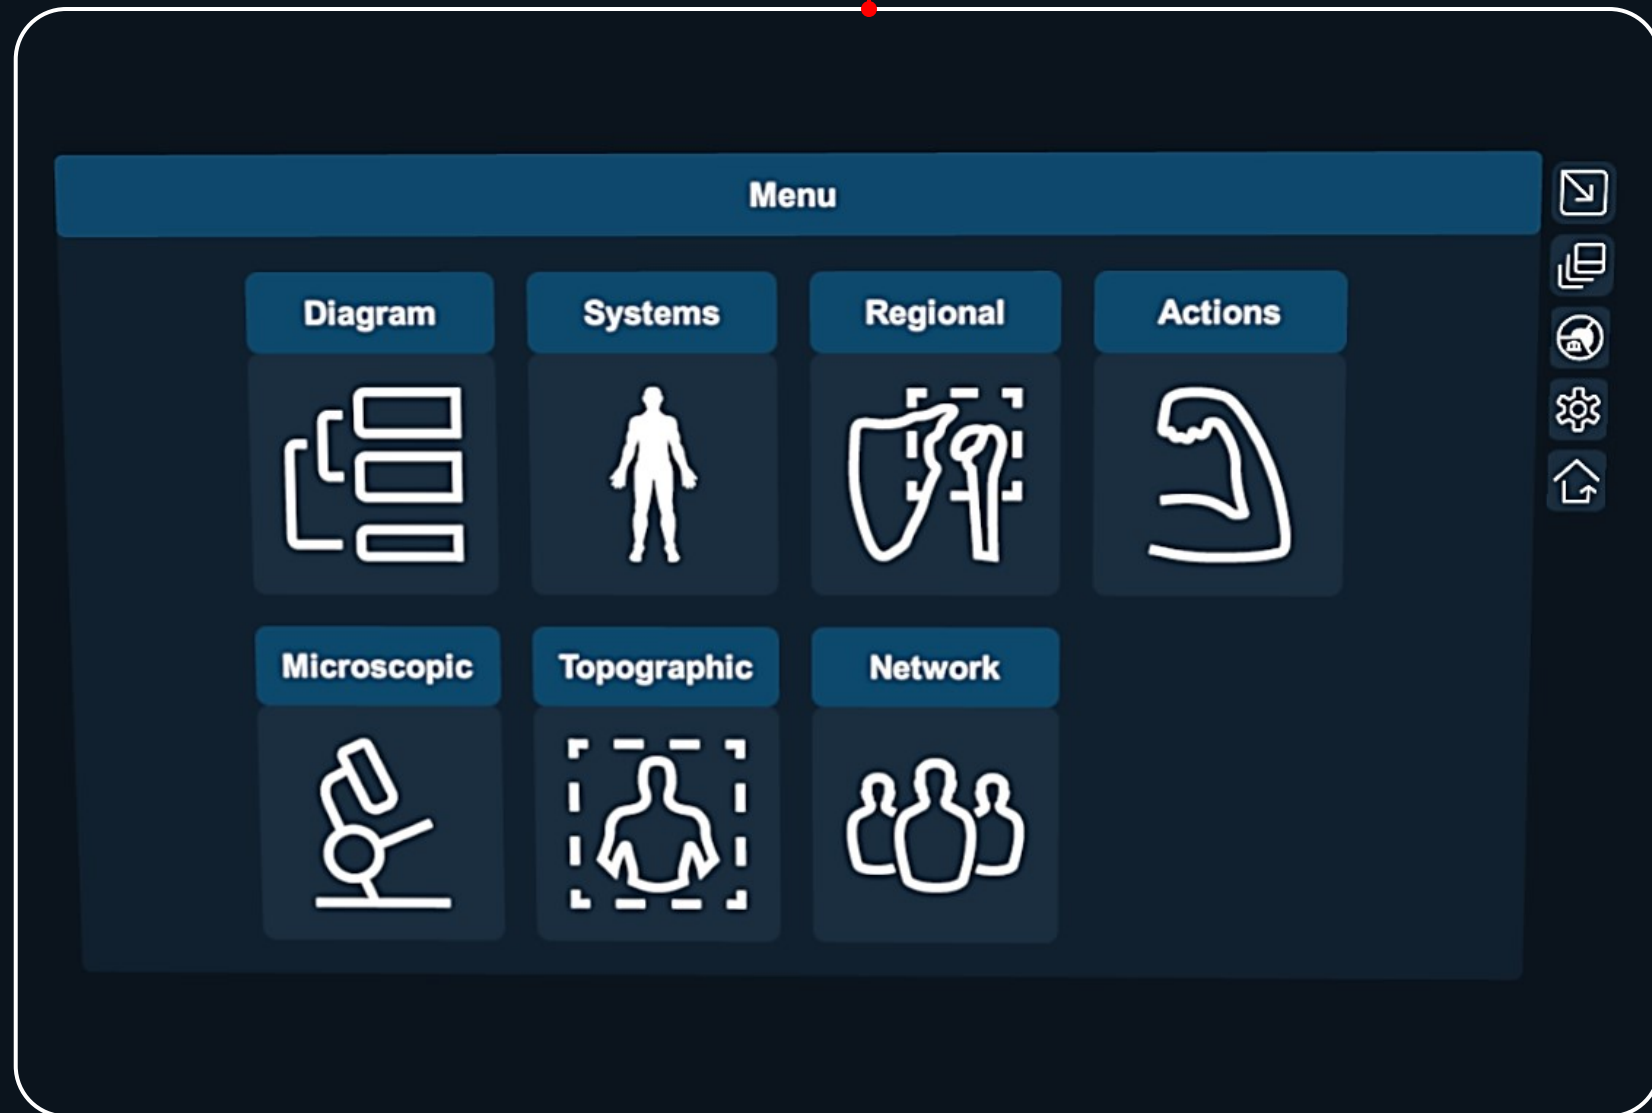 Menu
Diagram
Systems
Regional
Actions
Microscopic
Topographic
Network